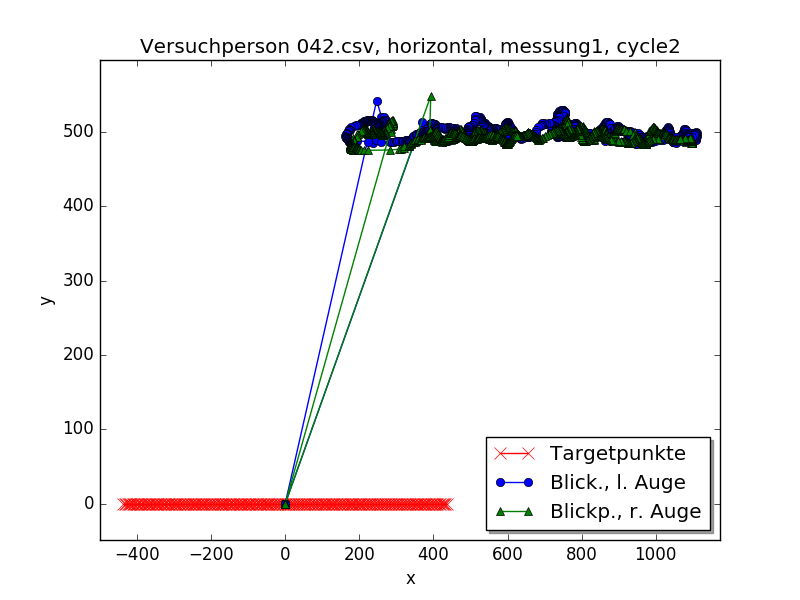 Versuchperson 042.csv, horizontal, messung1, cycle2
500
400
300
200
100
0
y
Targetpunkte
Blick., l. Auge
Blickp., r. Auge
−400 −200 0 200 400 600 800 1000
x